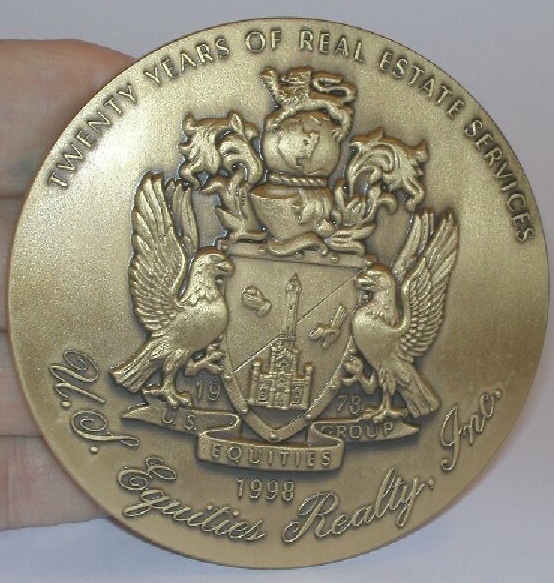 TWENTY YEARS OF REAL ESTATE SERVICES
19 78
U.S. EQUITIES GROUP
1998
U.S. Equities Realty, Inc.